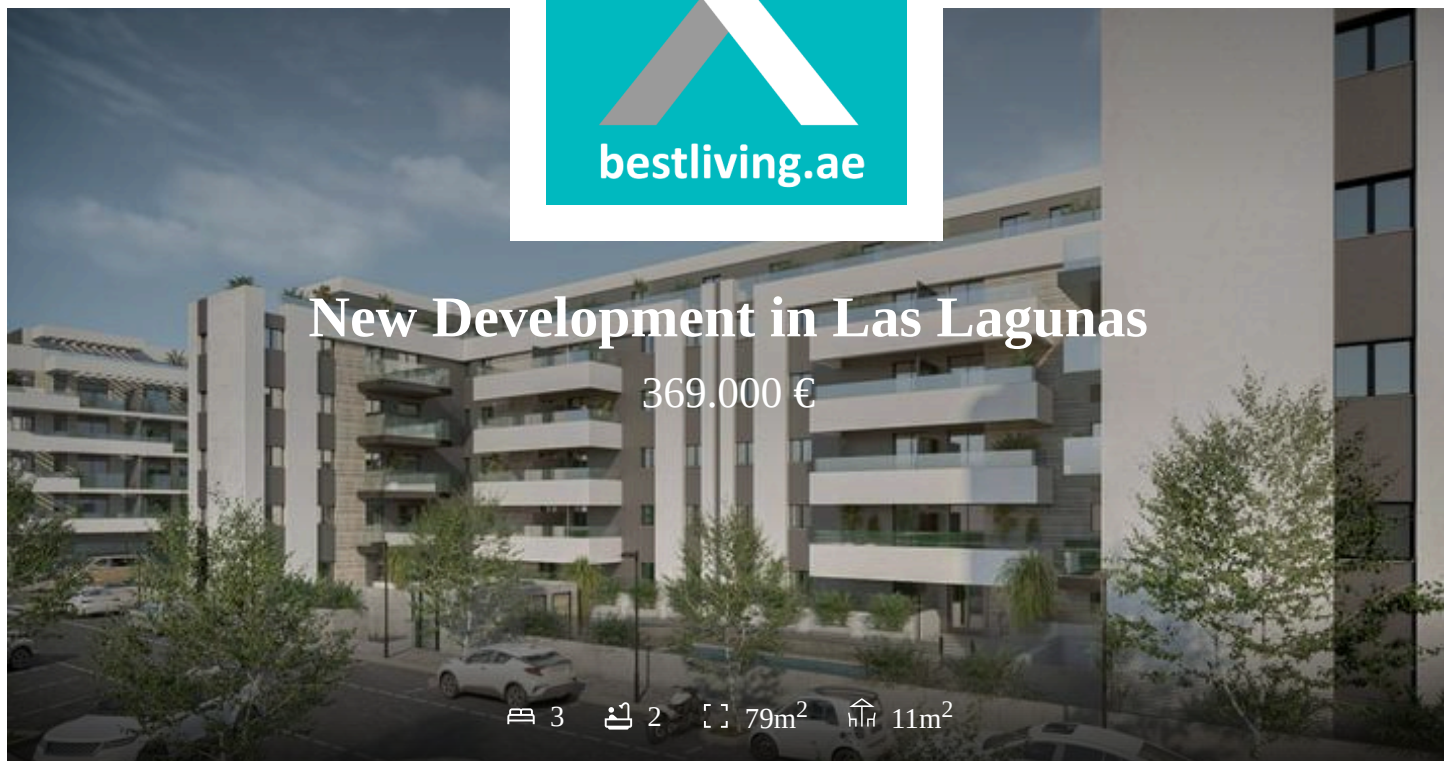 bestliving.ae
New Development in Las Lagunas
369.000 €
3 2 79m² 11m²